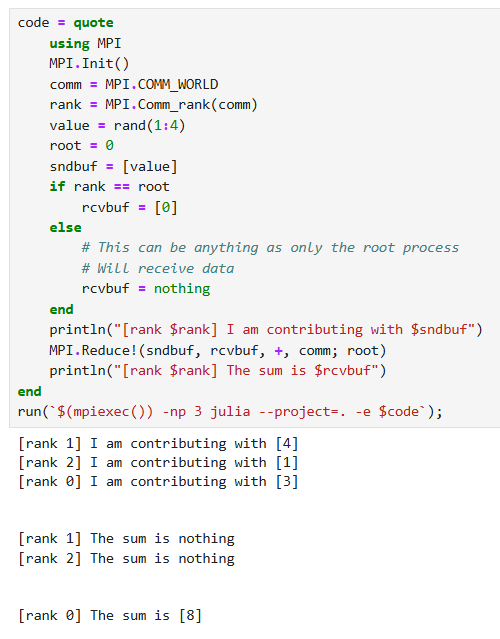 code = quote
    using MPI
    MPI.Init()
    comm = MPI.COMM_WORLD
    rank = MPI.Comm_rank(comm)
    value = rand(1:4)
    root = 0
    sndbuf = [value]
    if rank == root
        rcvbuf = [0]
    else
        # This can be anything as only the root process
        # Will receive data
        rcvbuf = nothing
    end
    println("[rank $rank] I am contributing with $sndbuf")
    MPI.Reduce!(sndbuf, rcvbuf, +, comm; root)
    println("[rank $rank] The sum is $rcvbuf")
end
run(`$(mpiexec()) -np 3 julia --project=. -e $code`);
[rank 1] I am contributing with [4]
[rank 2] I am contributing with [1]
[rank 0] I am contributing with [3]
[rank 1] The sum is nothing
[rank 2] The sum is nothing
[rank 0] The sum is [8]